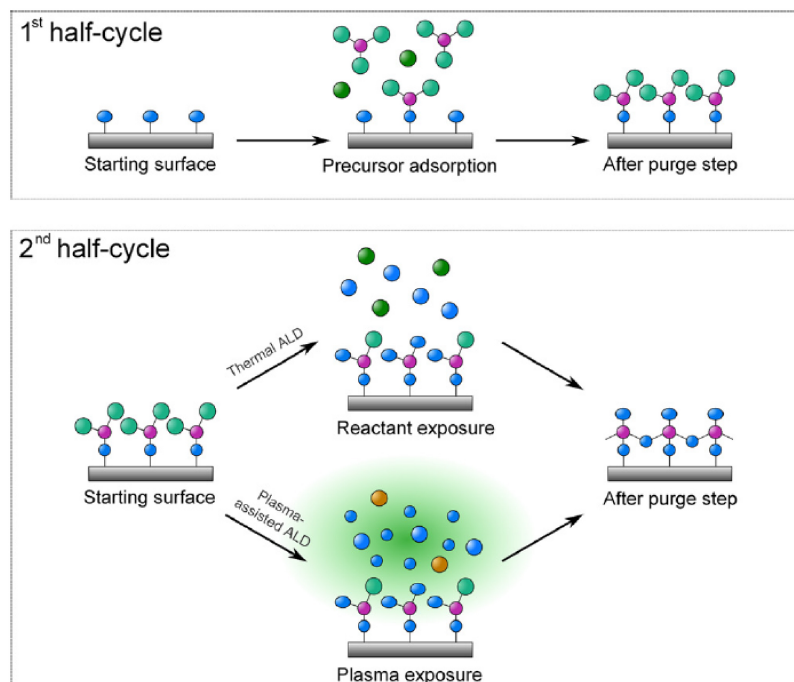 1st half-cycle
Starting surface
Precursor adsorption
After purge step
2nd half-cycle
Thermal ALD
Reactant exposure
Starting surface
After purge step
Plasma-
assisted ALD
Plasma exposure